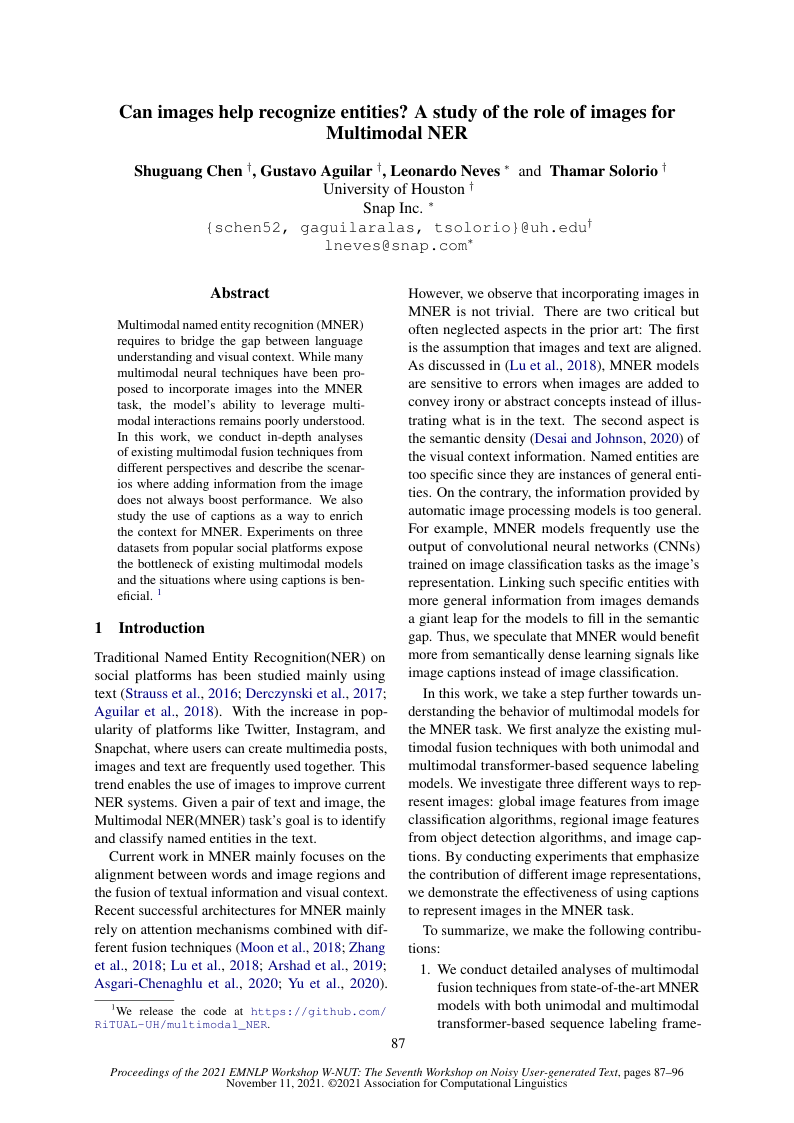 Can images help recognize entities? A study of the role of images for
Multimodal NER
Shuguang Chen †, Gustavo Aguilar †, Leonardo Neves * and Thamar Solorio †
University of Houston †
Snap Inc. *
{schen52, gaguilaralas, tsolorio}@uh.edu†
lneves@snap.com*
Abstract
Multimodal named entity recognition (MNER)
requires to bridge the gap between language
understanding and visual context. While many
multimodal neural techniques have been pro-
posed to incorporate images into the MNER
task, the model's ability to leverage multi-
modal interactions remains poorly understood.
In this work, we conduct in-depth analyses
of existing multimodal fusion techniques from
different perspectives and describe the scenar-
ios where adding information from the image
does not always boost performance. We also
study the use of captions as a way to enrich
the context for MNER. Experiments on three
datasets from popular social platforms expose
the bottleneck of existing multimodal models
and the situations where using captions is ben-
eficial. 1
1 Introduction
Traditional Named Entity Recognition(NER) on
social platforms has been studied mainly using
text (Strauss et al., 2016; Derczynski et al., 2017;
Aguilar et al., 2018). With the increase in pop-
ularity of platforms like Twitter, Instagram, and
Snapchat, where users can create multimedia posts,
images and text are frequently used together. This
trend enables the use of images to improve current
NER systems. Given a pair of text and image, the
Multimodal NER(MNER) task's goal is to identify
and classify named entities in the text.
Current work in MNER mainly focuses on the
alignment between words and image regions and
the fusion of textual information and visual context.
Recent successful architectures for MNER mainly
rely on attention mechanisms combined with dif-
ferent fusion techniques (Moon et al., 2018; Zhang
et al., 2018; Lu et al., 2018; Arshad et al., 2019;
Asgari-Chenaghlu et al., 2020; Yu et al., 2020).
1We release the code at https://github.com/
RiTUAL-UH/multimodal_NER.
However, we observe that incorporating images in
MNER is not trivial. There are two critical but
often neglected aspects in the prior art: The first
is the assumption that images and text are aligned.
As discussed in (Lu et al., 2018), MNER models
are sensitive to errors when images are added to
convey irony or abstract concepts instead of illus-
trating what is in the text. The second aspect is
the semantic density (Desai and Johnson, 2020) of
the visual context information. Named entities are
too specific since they are instances of general enti-
ties. On the contrary, the information provided by
automatic image processing models is too general.
For example, MNER models frequently use the
output of convolutional neural networks (CNNs)
trained on image classification tasks as the image's
representation. Linking such specific entities with
more general information from images demands
a giant leap for the models to fill in the semantic
gap. Thus, we speculate that MNER would benefit
more from semantically dense learning signals like
image captions instead of image classification.
In this work, we take a step further towards un-
derstanding the behavior of multimodal models for
the MNER task. We first analyze the existing mul-
timodal fusion techniques with both unimodal and
multimodal transformer-based sequence labeling
models. We investigate three different ways to rep-
resent images: global image features from image
classification algorithms, regional image features
from object detection algorithms, and image cap-
tions. By conducting experiments that emphasize
the contribution of different image representations,
we demonstrate the effectiveness of using captions
to represent images in the MNER task.
To summarize, we make the following contribu-
tions:
1. We conduct detailed analyses of multimodal
fusion techniques from state-of-the-art MNER
models with both unimodal and multimodal
transformer-based sequence labeling frame-
87
Proceedings of the 2021 EMNLP Workshop W-NUT: The Seventh Workshop on Noisy User-generated Text, pages 87–96
November 11, 2021. ©2021 Association for Computational Linguistics